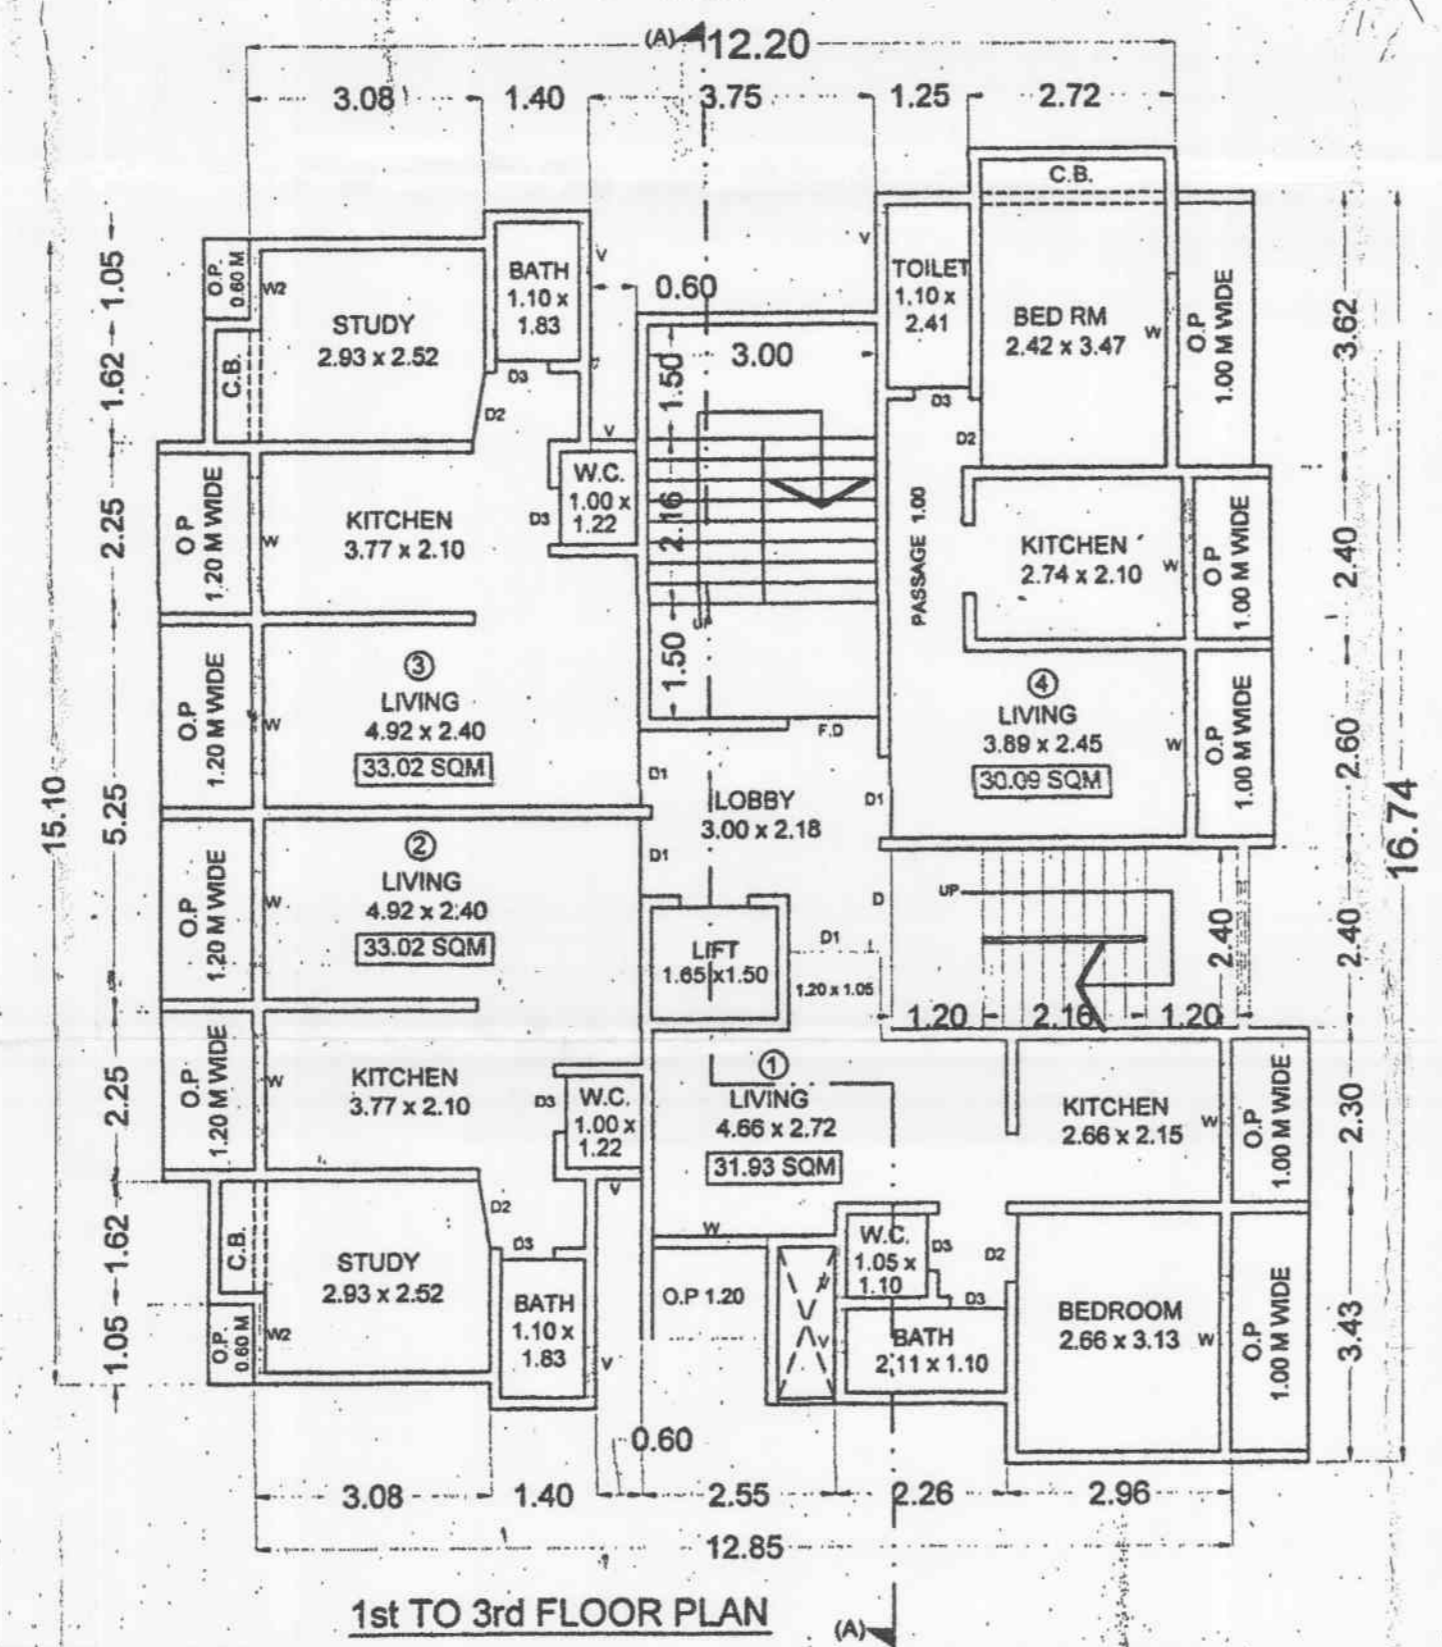 (A) 12.20
3.08 1.40 3.75 1.25 2.72
C.B.
O.P.
0.60 M
W2
STUDY
2.93 x 2.52
BATH
1.10 x
1.83
V
0.60
V
TOILET
1.10 x
2.41
BED RM
2.42 x 3.47
W
O.P
1.00 M WIDE
3.62
1.05
1.62
C.B.
D3
D2
V
1.50
3.00
D3
D2
2.25
O P
1.20 M WIDE
W
KITCHEN
3.77 x 2.10
W.C.
1.00 x
1.22
D3
2.16
UP
PASSAGE 1.00
KITCHEN
2.74 x 2.10
W
O P
1.00 M WIDE
2.40
O.P
1.20 M WIDE
W
3
LIVING
4.92 x 2.40
33.02 SQM
1.50
F.D
D1
4
LIVING
3.89 x 2.45
30.09 SQM
W
O.P
1.00 M WIDE
2.60
15.10
5.25
LOBBY
3.00 x 2.18
D1
D1
16.74
O.P
1.20 M WIDE
W
2
LIVING
4.92 x 2.40
33.02 SQM
LIFT
1.65 x1.50
D1
1.20 x 1.05
D
UP
2.40
2.40
1.20 2.16 1.20
2.25
O.P
1.20 M WIDE
W
KITCHEN
3.77 x 2.10
D3
W.C.
1.00 x
1.22
V
1
LIVING
4.66 x 2.72
31.93 SQM
KITCHEN
2.66 x 2.15
W
O.P
1.00 M WIDE
2.30
1.62
C.B.
STUDY
2.93 x 2.52
D2
D3
BATH
1.10 x
1.83
V
W
O.P 1.20
V
V
W.C.
1.05 x
1.10
D3
D2
D3
BATH
2.11 x 1.10
BEDROOM
2.66 x 3.13
W
O.P
1.00 M WIDE
3.43
1.05
O.P.
0.60 M
W2
0.60
3.08 1.40 2.55 2.26 2.96
12.85
1st TO 3rd FLOOR PLAN
(A)